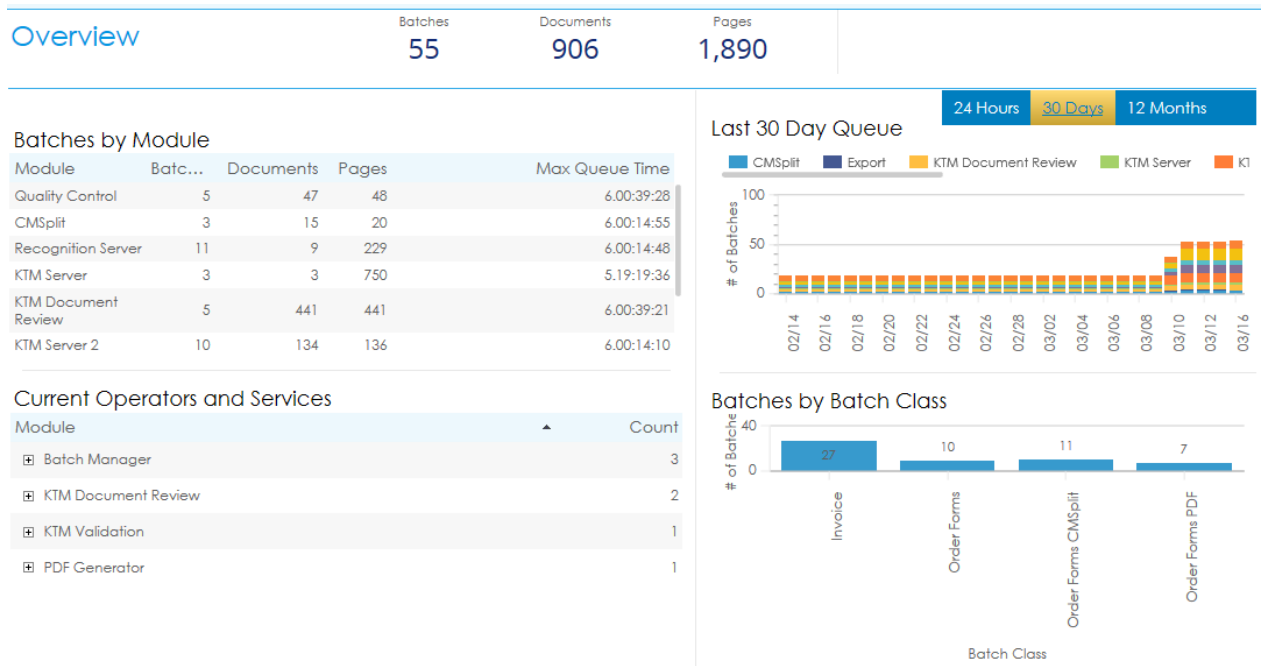 Overview
Batches Documents Pages
55 906 1,890
24 Hours 30 Days 12 Months
Batches by Module
Module Batc... Documents Pages Max Queue Time
Quality Control 5 47 48 6.00:39:28
CMSplit 3 15 20 6.00:14:55
Recognition Server 11 9 229 6.00:14:48
KTM Server 3 3 750 5.19:19:36
KTM Document
Review 5 441 441 6.00:39:21
KTM Server 2 10 134 136 6.00:14:10
Current Operators and Services
Module Count
Batch Manager 3
KTM Document Review 2
KTM Validation 1
PDF Generator 1
Last 30 Day Queue
CMSplit Export KTM Document Review KTM Server KT
# of Batches
100
50
0
02/14 02/16 02/18 02/20 02/22 02/24 02/26 02/28 03/02 03/04 03/06 03/08 03/10 03/12 03/16
Batches by Batch Class
# of Batche
40
0
27 10 11 7
Invoice
Order Forms
Order Forms CMSplit
Order Forms PDF
Batch Class